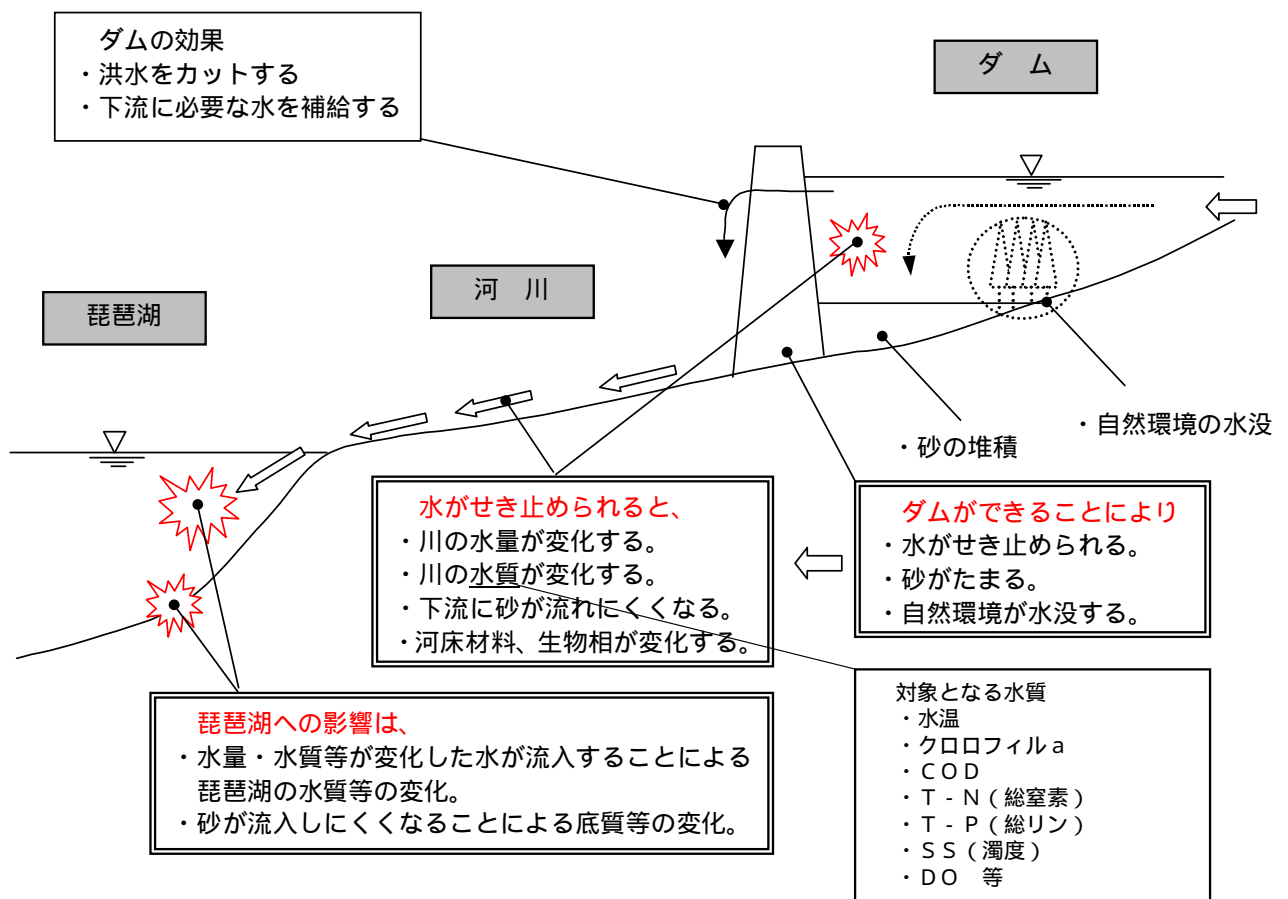 ダムの効果
・洪水をカットする
・下流に必要な水を補給する
ダ　ム
河　川
琵琶湖
・自然環境の水没
・砂の堆積
水がせき止められると、
・川の水量が変化する。
・川の水質が変化する。
・下流に砂が流れにくくなる。
・河床材料、生物相が変化する。
ダムができることにより
・水がせき止められる。
・砂がたまる。
・自然環境が水没する。
琵琶湖への影響は、
・水量・水質等が変化した水が流入することによる
琵琶湖の水質等の変化。
・砂が流入しにくくなることによる底質等の変化。
対象となる水質
・水温
・クロロフィルａ
・ＣＯＤ
・Ｔ‐Ｎ（総窒素）
・Ｔ‐Ｐ（総リン）
・ＳＳ（濁度）
・ＤＯ　等